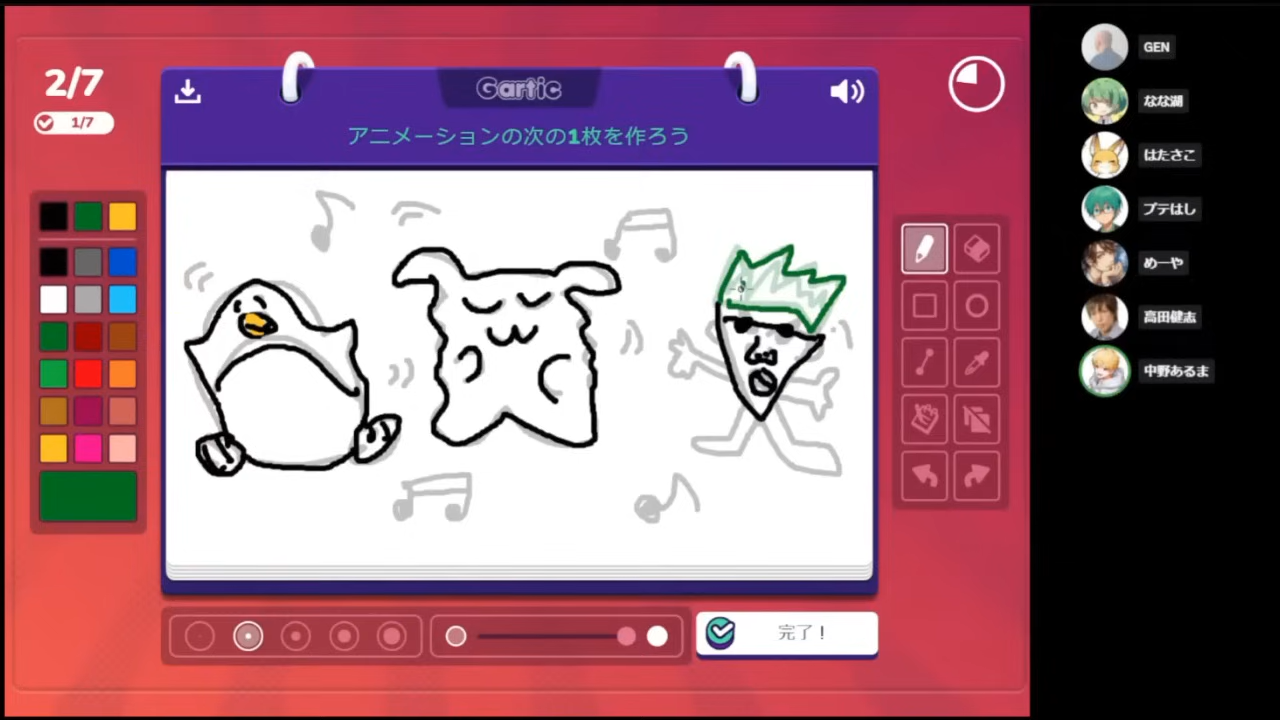 2/7
1/7
Gartic
アニメーションの次の1枚を作ろう
完了！
GEN
なな湖
はたさこ
プテはし
めーや
高田健志
中野あるま